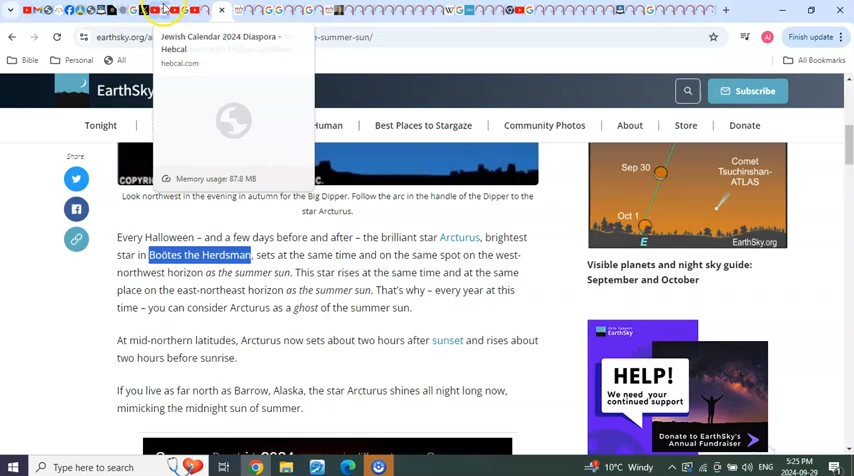 Finish update
earthsky.org/a
e-summer-sun/
Bible
Personal
All
All Bookmarks
Jewish Calendar 2024 Diaspora -
Hebcal
hebcal.com
Memory usage: 87.8 MB
EarthSky
Subscribe
Tonight
Human
Best Places to Stargaze
Community Photos
About
Store
Donate
Share:
COPYRIG
Look northwest in the evening in autumn for the Big Dipper. Follow the arc in the handle of the Dipper to the
star Arcturus.
Every Halloween – and a few days before and after – the brilliant star Arcturus, brightest
star in Boötes the Herdsman, sets at the same time and on the same spot on the west-
northwest horizon as the summer sun. This star rises at the same time and at the same
place on the east-northeast horizon as the summer sun. That's why – every year at this
time – you can consider Arcturus as a ghost of the summer sun.
At mid-northern latitudes, Arcturus now sets about two hours after sunset and rises about
two hours before sunrise.
If you live as far north as Barrow, Alaska, the star Arcturus shines all night long now,
mimicking the midnight sun of summer.
Sep 30
Comet
Tsuchinshan-
ATLAS
Oct 1
E
EarthSky.org
Visible planets and night sky guide:
September and October
Help Support
EarthSky
HELP!
We need your
continued support
Donate to EarthSky's
Annual Fundraiser
Type here to search
10°C Windy
5:25 PM
2024-09-29